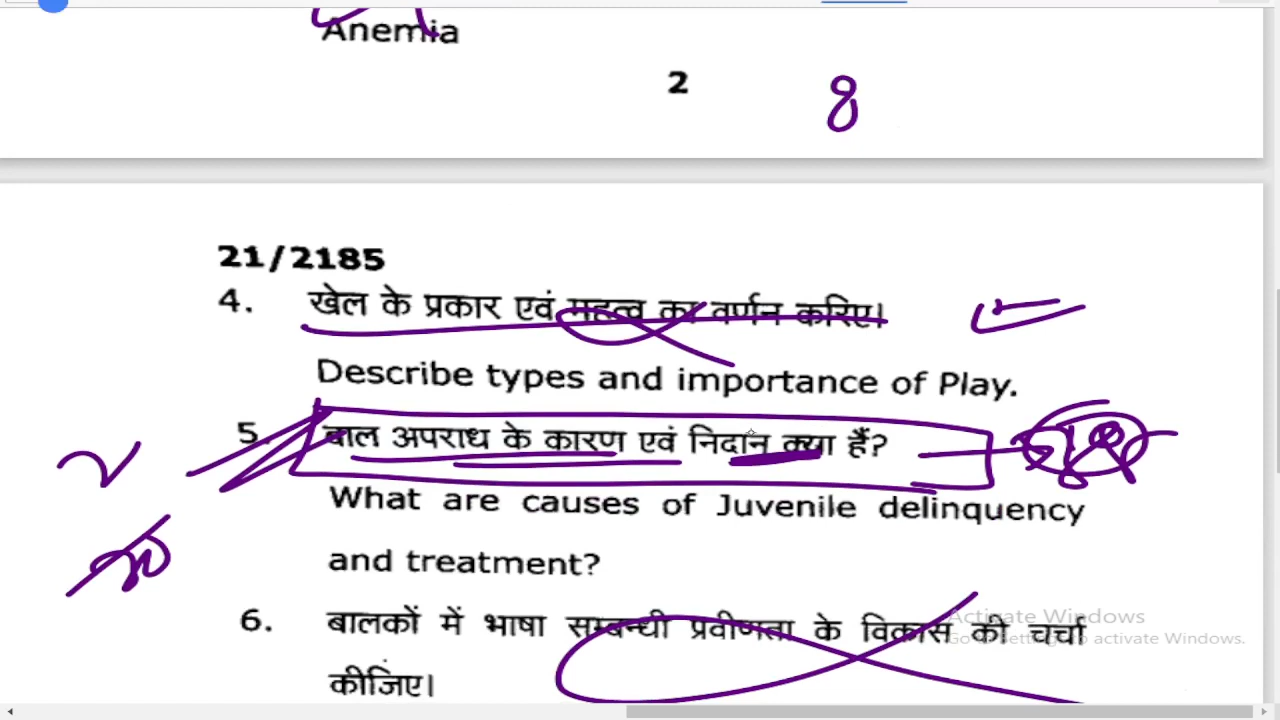 Anemia
2
8
21/2185
4. खेल के प्रकार एवं महत्व का वर्णन करिए।
Describe types and importance of Play.
5. बाल अपराध के कारण एवं निदान क्या हैं?
What are causes of Juvenile delinquency
and treatment?
6. बालकों में भाषा सम्बन्धी प्रवीणता के विकास की चर्चा
कीजिए।
Activate Windows
Go to Settings to activate Windows.